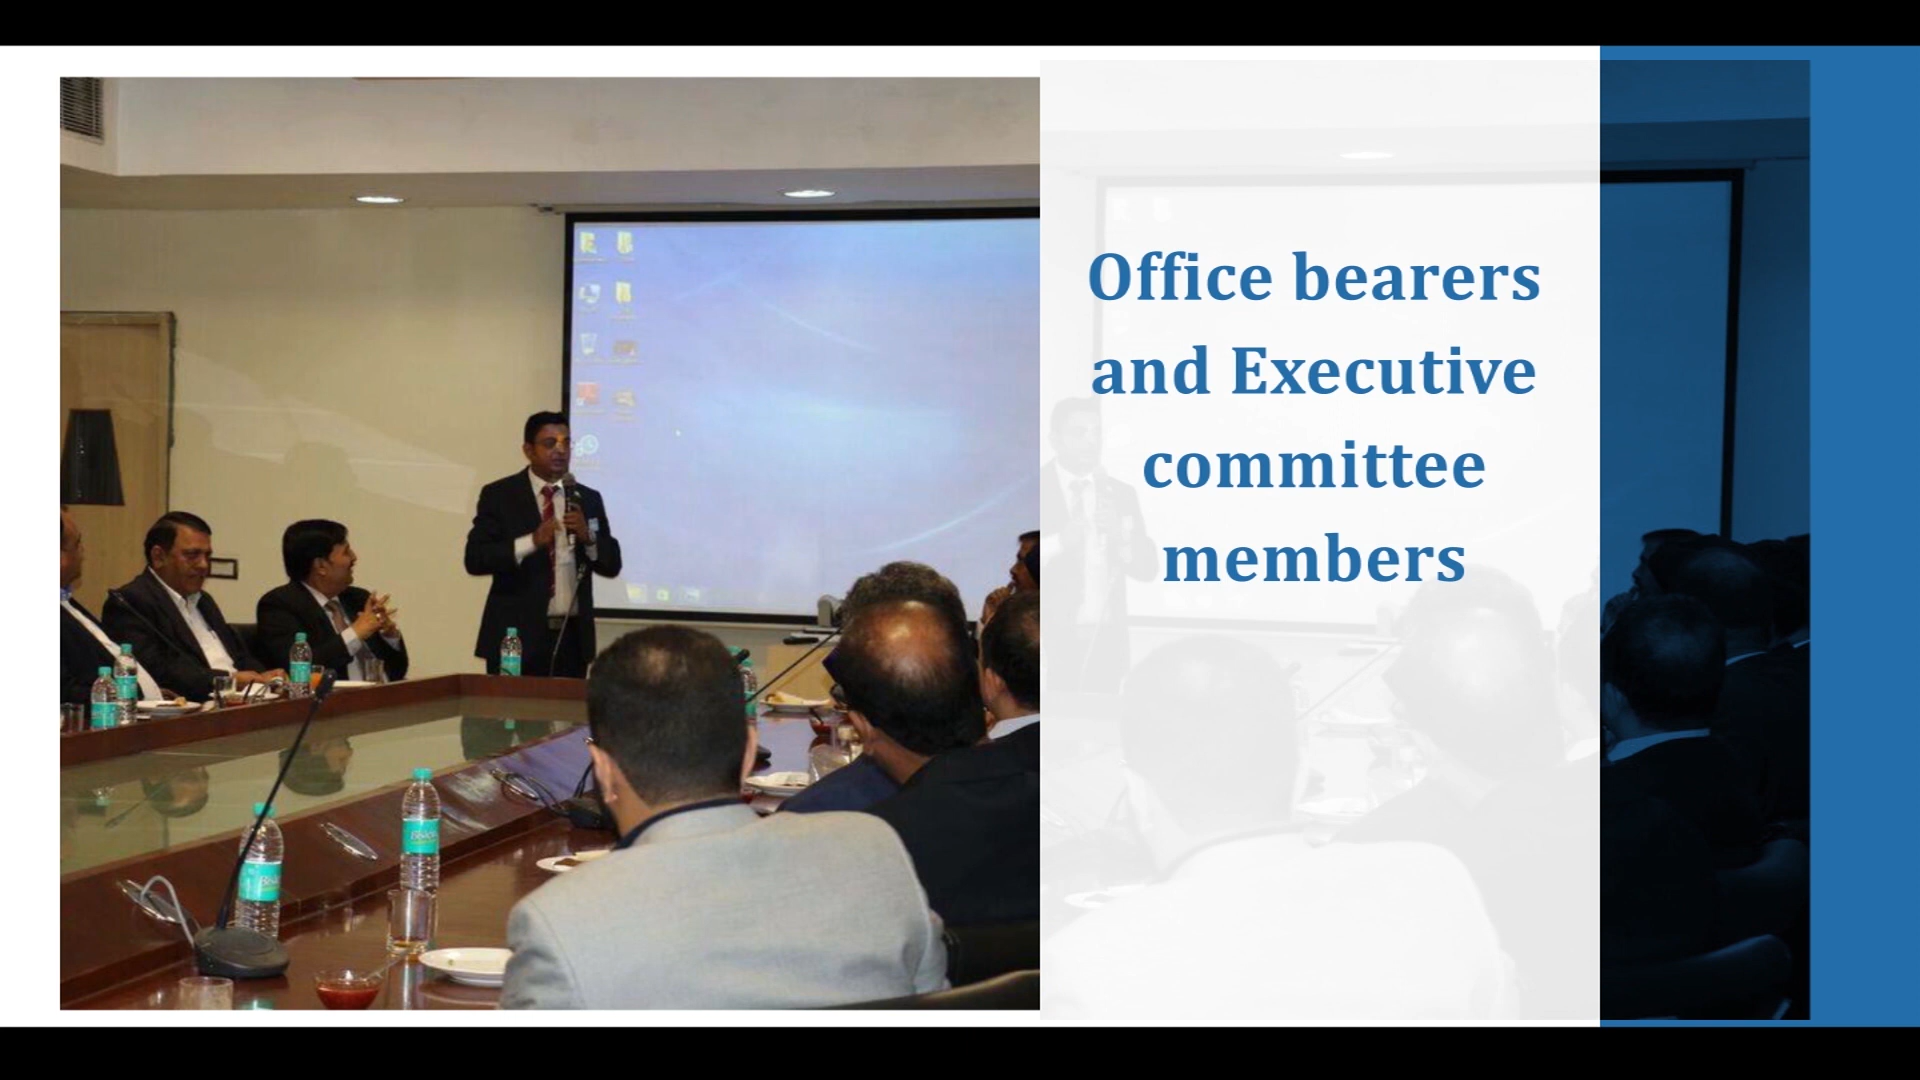 Office bearers
and Executive
committee
members